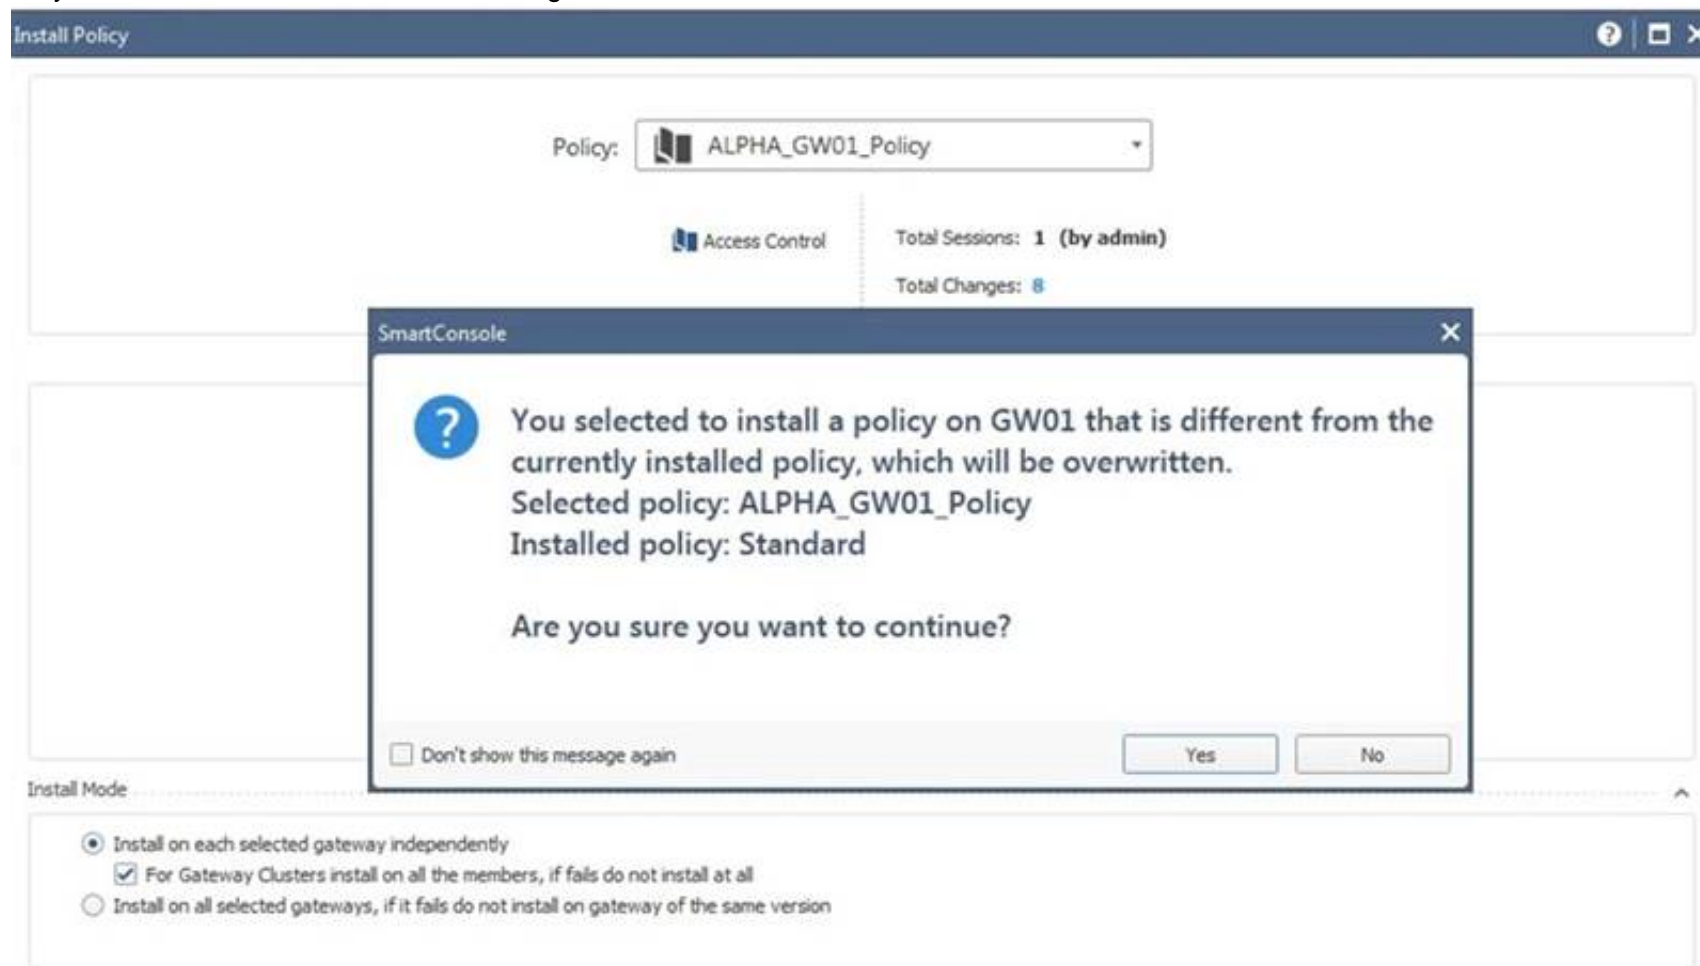 Install Policy
Policy: ALPHA_GW01_Policy
Access Control
Total Sessions: 1 (by admin)
Total Changes: 8
SmartConsole
You selected to install a policy on GW01 that is different from the
currently installed policy, which will be overwritten.
Selected policy: ALPHA_GW01_Policy
Installed policy: Standard
Are you sure you want to continue?
Don't show this message again
Yes
No
Install Mode
Install on each selected gateway independently
For Gateway Clusters install on all the members, if fails do not install at all
Install on all selected gateways, if it fails do not install on gateway of the same version